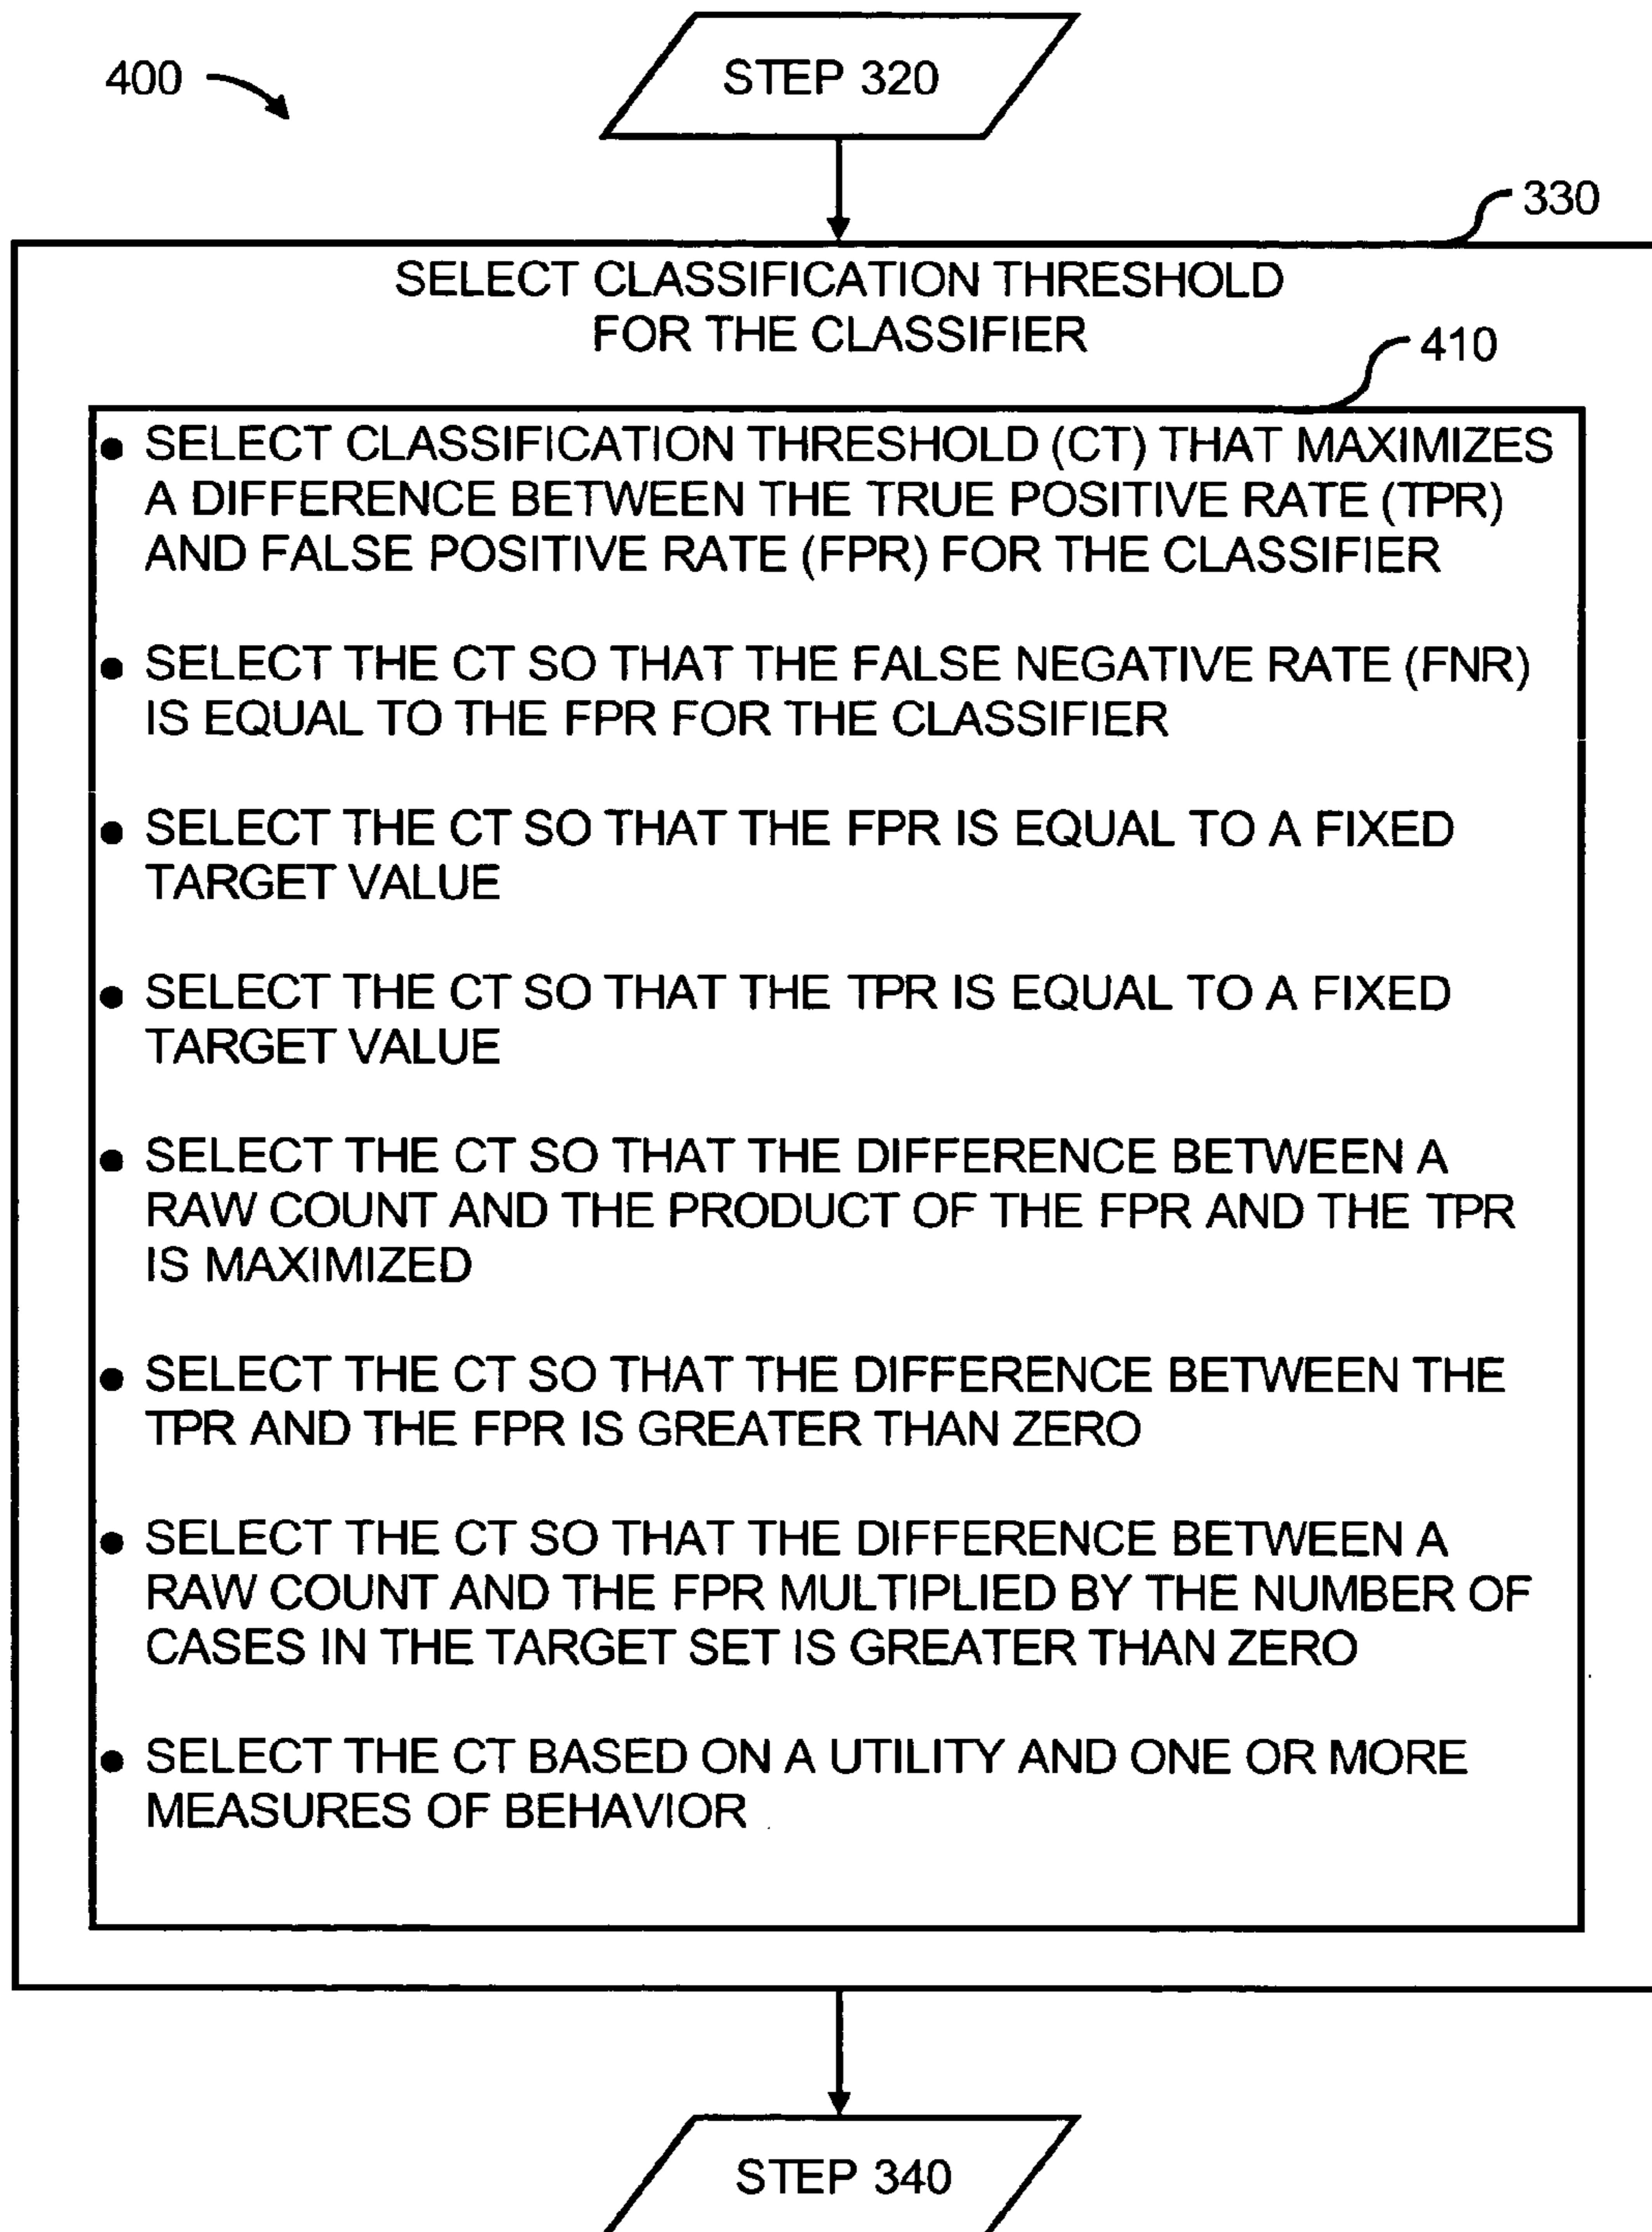 400
STEP 320
330
SELECT CLASSIFICATION THRESHOLD
FOR THE CLASSIFIER
410
● SELECT CLASSIFICATION THRESHOLD (CT) THAT MAXIMIZES
A DIFFERENCE BETWEEN THE TRUE POSITIVE RATE (TPR)
AND FALSE POSITIVE RATE (FPR) FOR THE CLASSIFIER
● SELECT THE CT SO THAT THE FALSE NEGATIVE RATE (FNR)
IS EQUAL TO THE FPR FOR THE CLASSIFIER
● SELECT THE CT SO THAT THE FPR IS EQUAL TO A FIXED
TARGET VALUE
● SELECT THE CT SO THAT THE TPR IS EQUAL TO A FIXED
TARGET VALUE
● SELECT THE CT SO THAT THE DIFFERENCE BETWEEN A
RAW COUNT AND THE PRODUCT OF THE FPR AND THE TPR
IS MAXIMIZED
● SELECT THE CT SO THAT THE DIFFERENCE BETWEEN THE
TPR AND THE FPR IS GREATER THAN ZERO
● SELECT THE CT SO THAT THE DIFFERENCE BETWEEN A
RAW COUNT AND THE FPR MULTIPLIED BY THE NUMBER OF
CASES IN THE TARGET SET IS GREATER THAN ZERO
● SELECT THE CT BASED ON A UTILITY AND ONE OR MORE
MEASURES OF BEHAVIOR
STEP 340